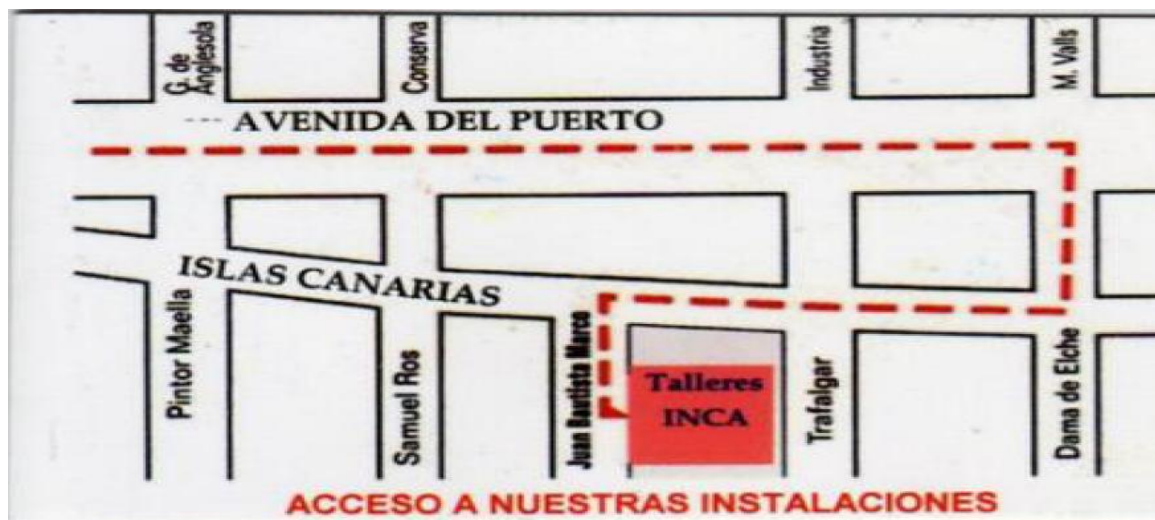 G. de
Anglesola
Conserva
Industria
M. Valls
AVENIDA DEL PUERTO
ISLAS CANARIAS
Pintor Maella
Samuel Ros
Juan Bautista Marco
Talleres
INCA
Trafalgar
Dama de Elche
ACCESO A NUESTRAS INSTALACIONES